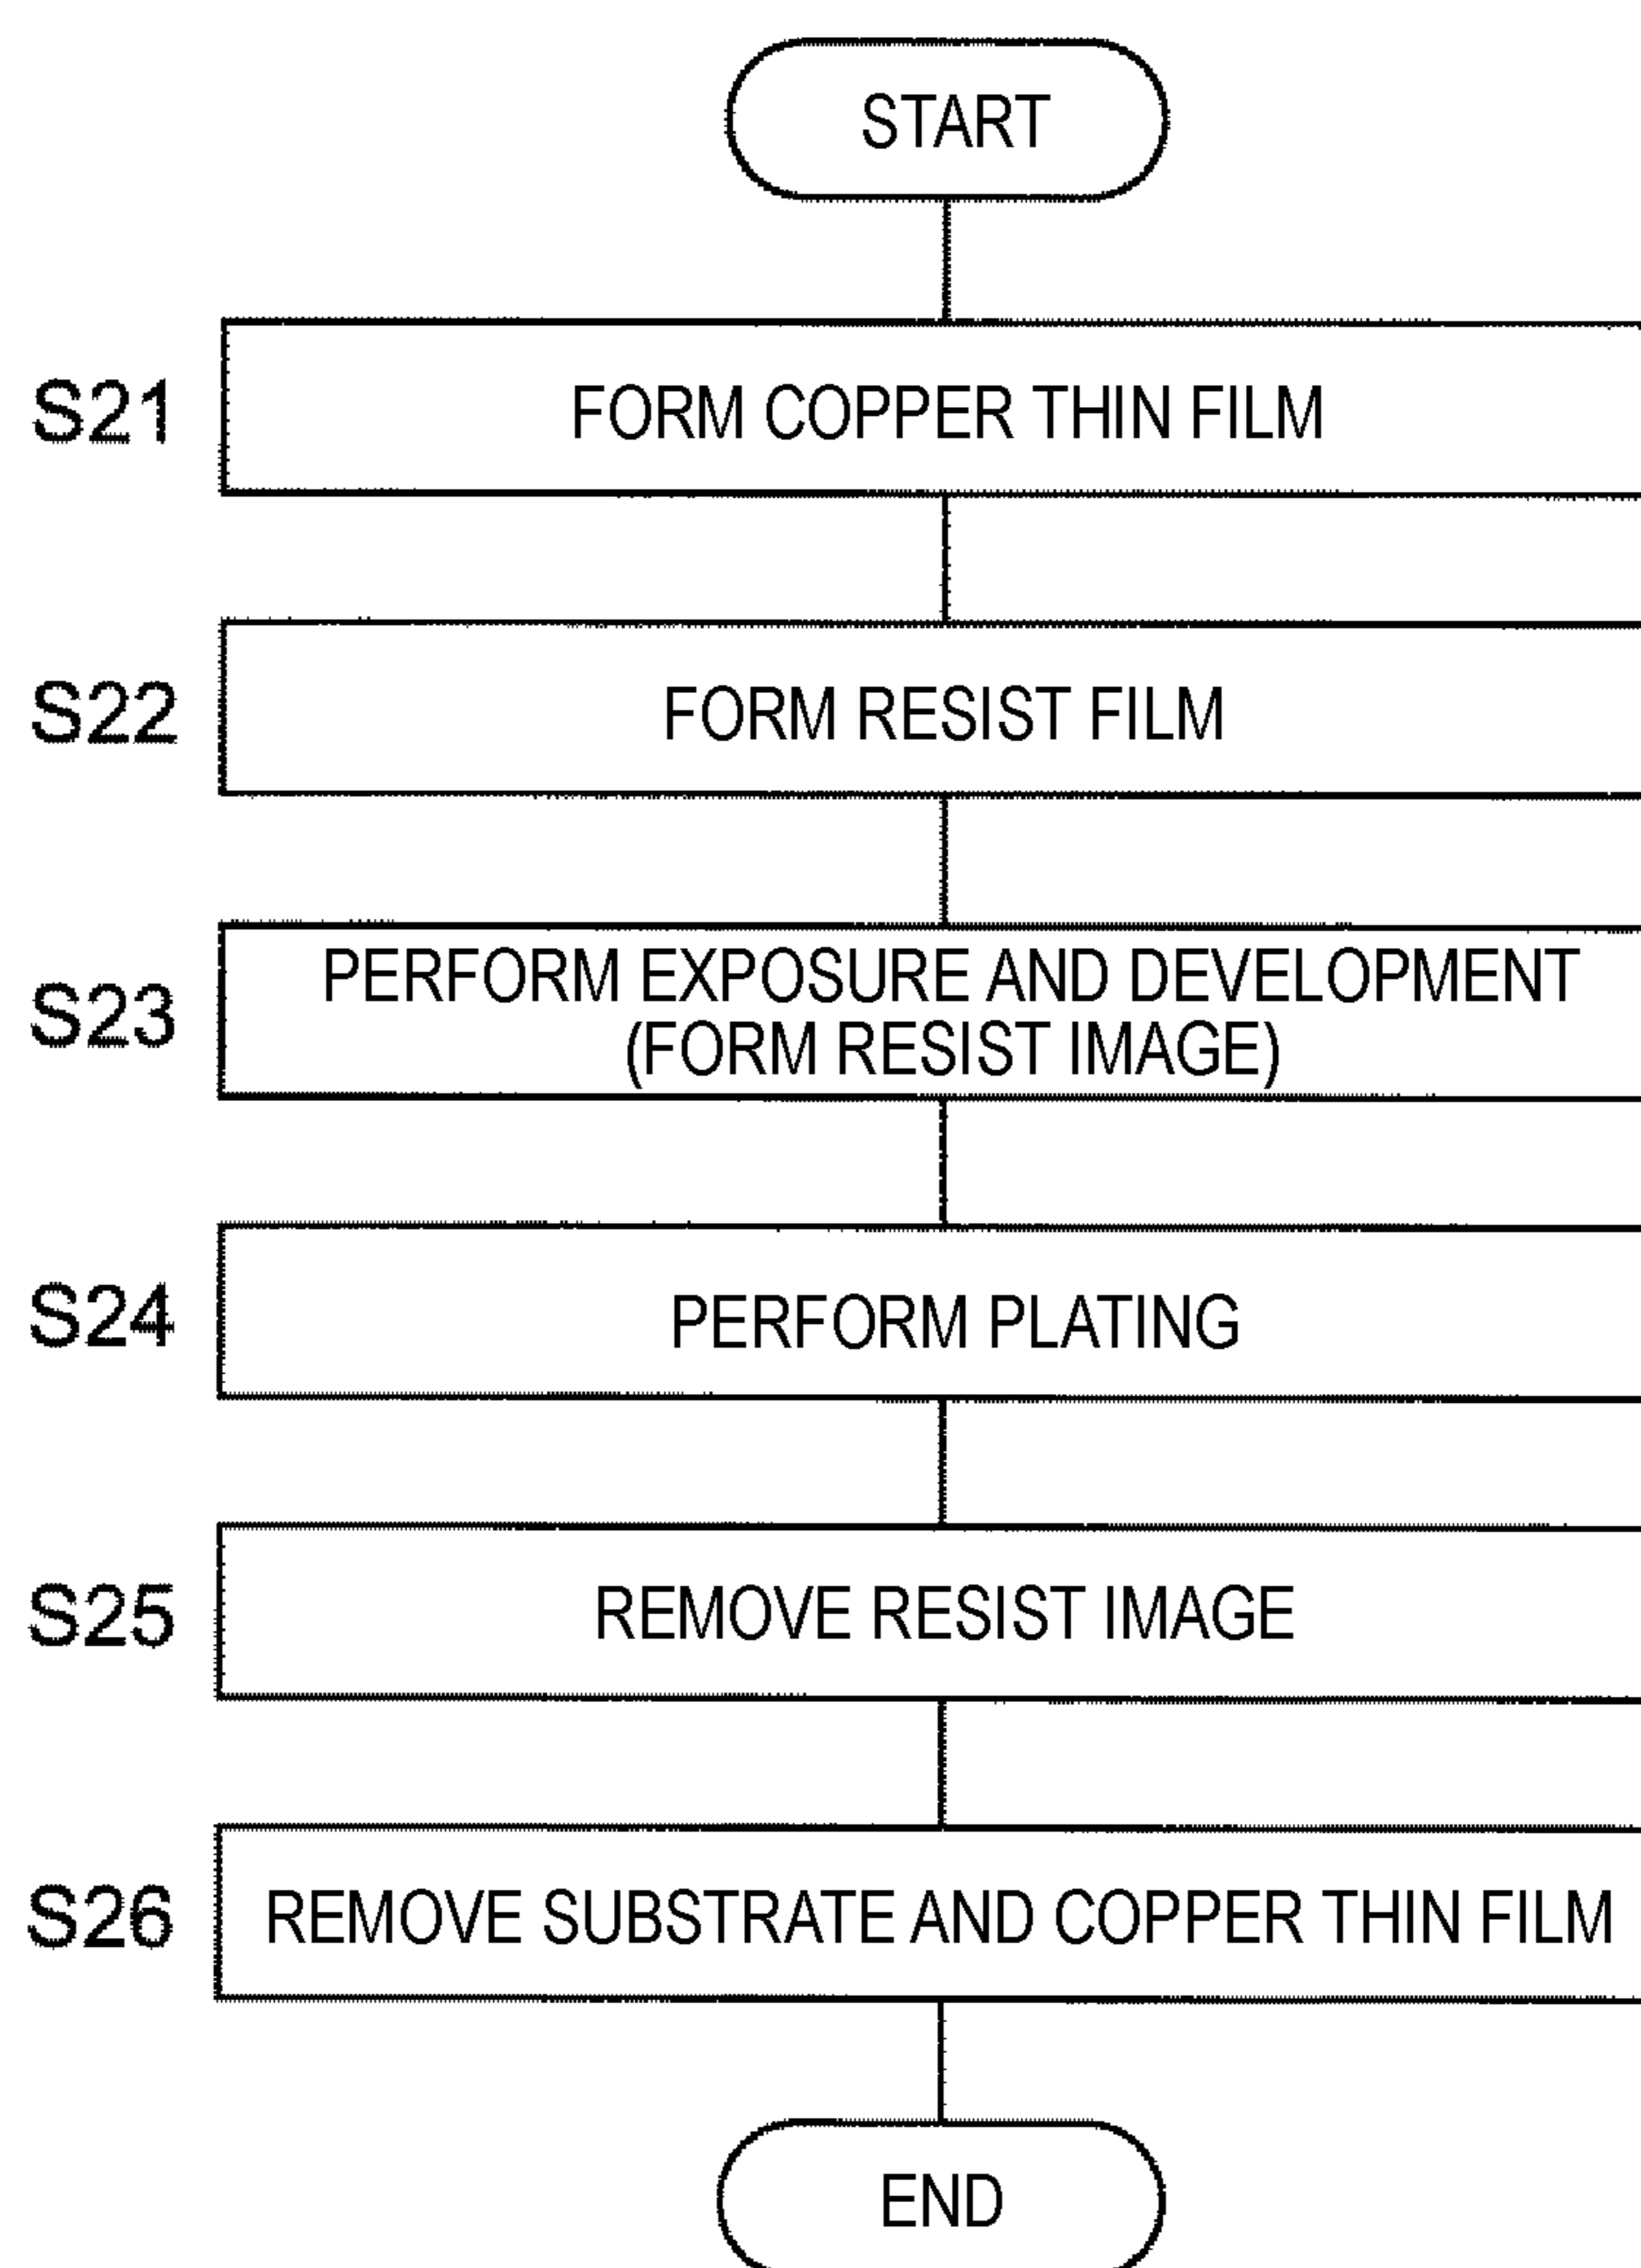 START
S21 FORM COPPER THIN FILM
S22 FORM RESIST FILM
S23 PERFORM EXPOSURE AND DEVELOPMENT
(FORM RESIST IMAGE)
S24 PERFORM PLATING
S25 REMOVE RESIST IMAGE
S26 REMOVE SUBSTRATE AND COPPER THIN FILM
END